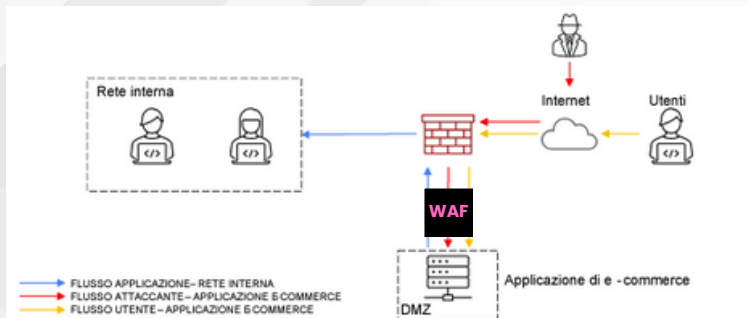 Rete interna
Internet
Utenti
WAF
Applicazione di e - commerce
DMZ
FLUSSO APPLICAZIONE– RETE INTERNA
FLUSSO ATTACCANTE– APPLICAZIONE E-COMMERCE
FLUSSO UTENTE– APPLICAZIONE E-COMMERCE